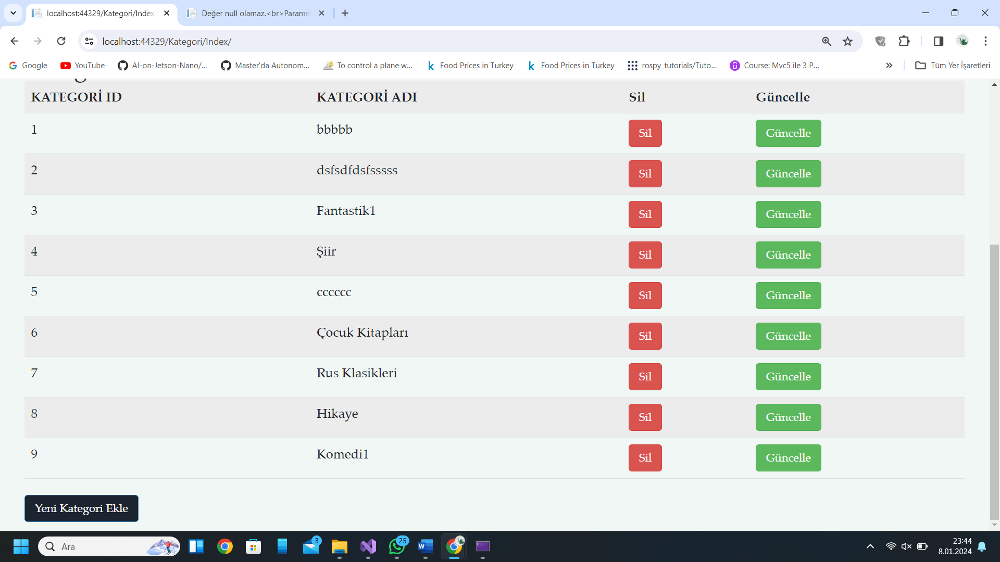 localhost:44329/Kategori/Index
Değer null olamaz.<br>Parame
localhost:44329/Kategori/Index/
Google YouTube AI-on-Jetson-Nano/... Master'da Autonom... To control a plane w... Food Prices in Turkey Food Prices in Turkey rospy_tutorials/Tuto... Course: Mvc5 ile 3 P... Tüm Yer İşaretleri
KATEGORİ ID KATEGORİ ADI Sil Güncelle
1 bbbbb Sil Güncelle
2 dsfsdfdsfsssss Sil Güncelle
3 Fantastik1 Sil Güncelle
4 Şiir Sil Güncelle
5 cccccc Sil Güncelle
6 Çocuk Kitapları Sil Güncelle
7 Rus Klasikleri Sil Güncelle
8 Hikaye Sil Güncelle
9 Komedi1 Sil Güncelle
Yeni Kategori Ekle
Ara 3 25 23:44
8.01.2024